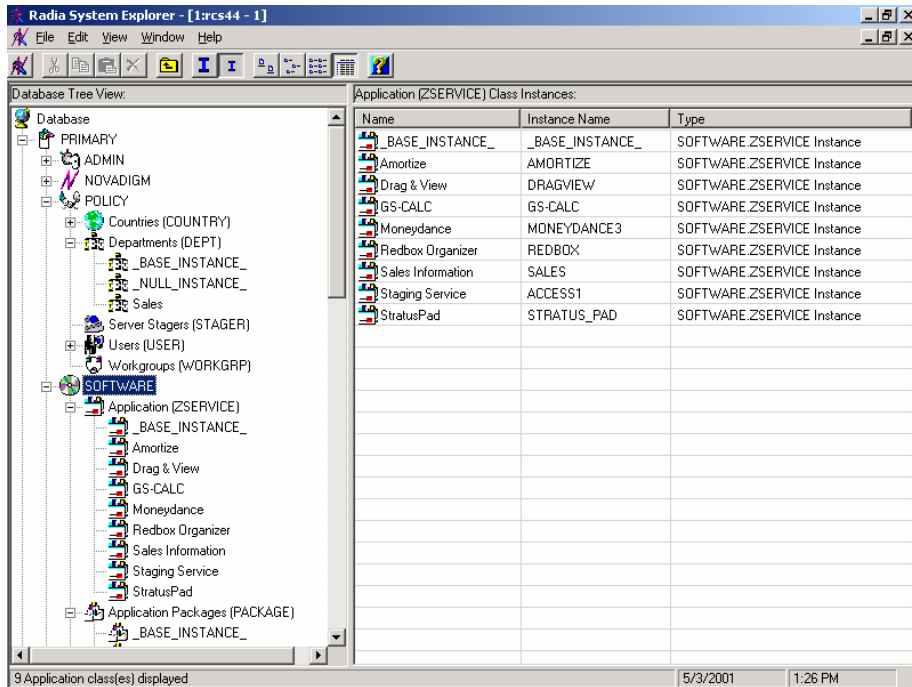 Radia System Explorer - [1:rcs44 - 1]
File Edit View Window Help
Database Tree View:
Database
PRIMARY
ADMIN
NOVADIGM
POLICY
Countries (COUNTRY)
Departments (DEPT)
_BASE_INSTANCE_
_NULL_INSTANCE_
Sales
Server Stagers (STAGER)
Users (USER)
Workgroups (WORKGRP)
SOFTWARE
Application (ZSERVICE)
_BASE_INSTANCE_
Amortize
Drag & View
GS-CALC
Moneydance
Redbox Organizer
Sales Information
Staging Service
StratusPad
Application Packages (PACKAGE)
_BASE_INSTANCE_
Application (ZSERVICE) Class Instances:
Name Instance Name Type
_BASE_INSTANCE_ _BASE_INSTANCE_ SOFTWARE.ZSERVICE Instance
Amortize AMORTIZE SOFTWARE.ZSERVICE Instance
Drag & View DRAGVIEW SOFTWARE.ZSERVICE Instance
GS-CALC GS-CALC SOFTWARE.ZSERVICE Instance
Moneydance MONEYDANCE3 SOFTWARE.ZSERVICE Instance
Redbox Organizer REDBOX SOFTWARE.ZSERVICE Instance
Sales Information SALES SOFTWARE.ZSERVICE Instance
Staging Service ACCESS1 SOFTWARE.ZSERVICE Instance
StratusPad STRATUS_PAD SOFTWARE.ZSERVICE Instance
9 Application class(es) displayed 5/3/2001 1:26 PM